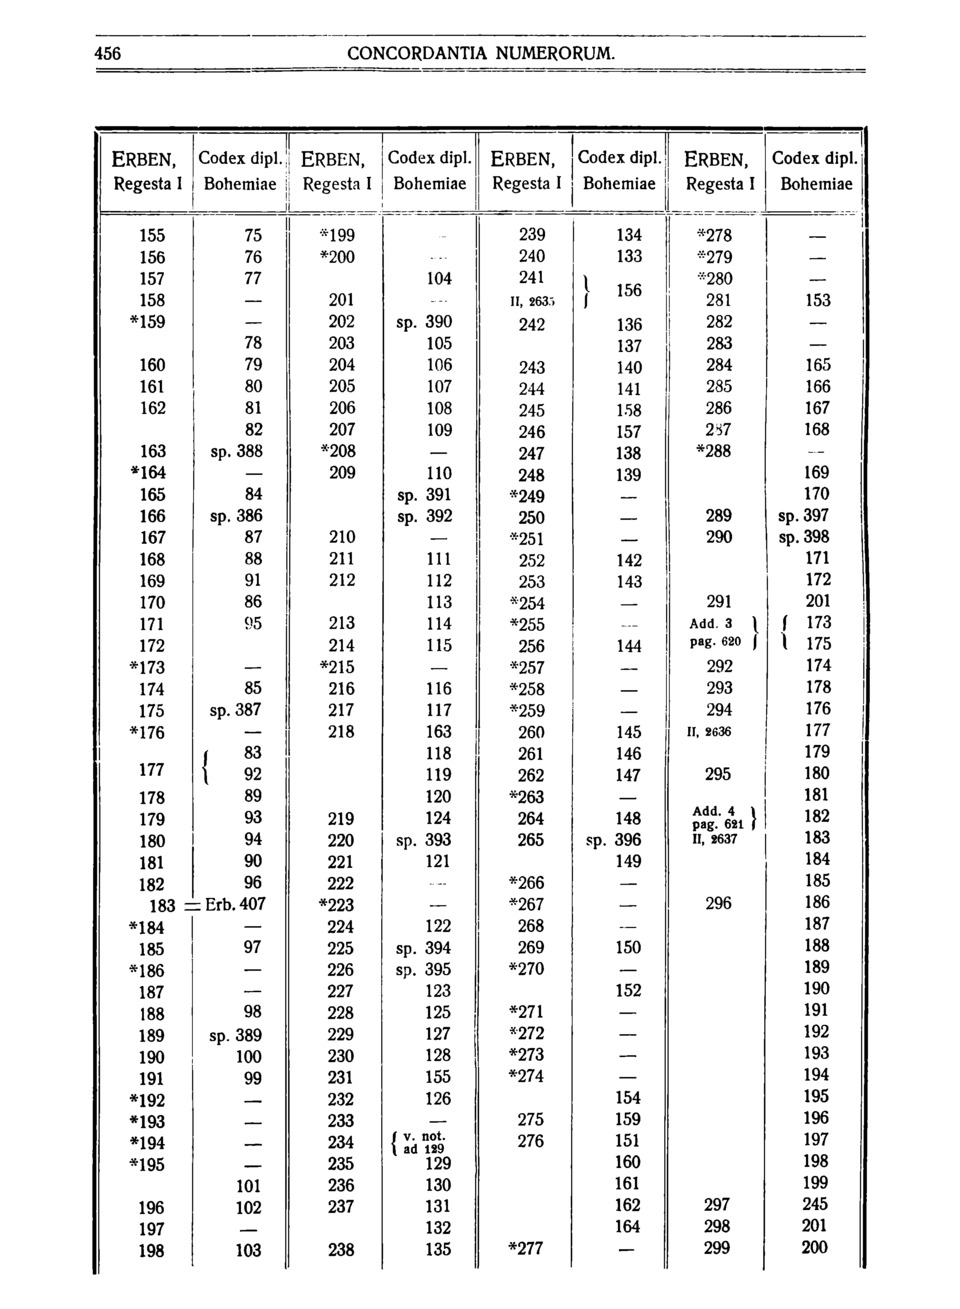 456 CONCORDANTIA NUMERORUM.
ERBEN, Codex dipl. ERBEN, Codex dipl. ERBEN, Codex dipl. ERBEN, Codex dipl.
Regesta I Bohemiae Regesta I Bohemiae Regesta I Bohemiae Regesta I Bohemiae
155 75 *199 — 239 134 *278 —
156 76 *200 — 240 133 *279 —
157 77 104 241 } 156 *280 —
158 — 201 — II, 2635 281 153
*159 — 202 sp. 390 242 136 282 —
78 203 105 137 283 —
160 79 204 106 243 140 284 165
161 80 205 107 244 141 285 166
162 81 206 108 245 158 286 167
82 207 109 246 157 287 168
163 sp. 388 *208 — 247 138 *288 —
*164 — 209 110 248 139 169
165 84 sp. 391 *249 — 170
166 sp. 386 sp. 392 250 — 289 sp. 397
167 87 210 — *251 — 290 sp. 398
168 88 211 111 252 142 171
169 91 212 112 253 143 172
170 86 113 *254 — 291 201
171 95 213 114 *255 — Add. 3 } { 173
172 214 115 256 144 pag. 620 175
*173 — *215 — *257 — 292 174
174 85 216 116 *258 — 293 178
175 sp. 387 217 117 *259 — 294 176
*176 — 218 163 260 145 II, 2636 177
{ 83 118 261 146 179
177 92 119 262 147 295 180
178 89 120 *263 — 181
179 93 219 124 264 148 Add. 4 pag. 621 } 182
180 94 220 sp. 393 265 sp. 396 II, 2637 183
181 90 221 121 149 184
182 96 222 — *266 — 185
183 = Erb. 407 *223 — *267 — 296 186
*184 — 224 122 268 — 187
185 97 225 sp. 394 269 150 188
*186 — 226 sp. 395 *270 — 189
187 — 227 123 152 190
188 98 228 125 *271 — 191
189 sp. 389 229 127 *272 — 192
190 100 230 128 *273 — 193
191 99 231 155 *274 — 194
*192 — 232 126 154 195
*193 — 233 — 275 159 196
*194 — 234 { v. not. ad 129 276 151 197
*195 — 235 129 160 198
101 236 130 161 199
196 102 237 131 162 297 245
197 — 132 164 298 201
198 103 238 135 *277 — 299 200